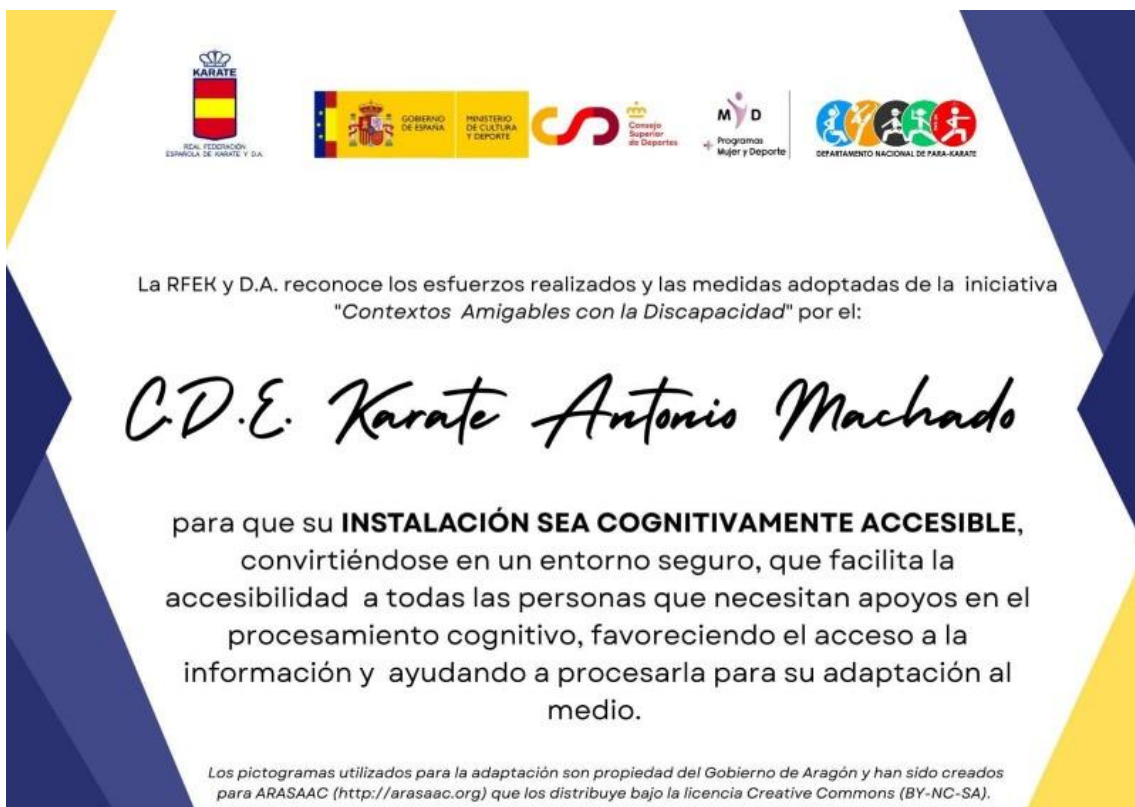 KARATE
REAL FEDERACIÓN
ESPAÑOLA DE KARATE Y D.A.
GOBIERNO
DE ESPAÑA
MINISTERIO
DE CULTURA
Y DEPORTE
CSD
Consejo
Superior
de Deportes
M D
+ Programas
Mujer y Deporte
DEPARTAMENTO NACIONAL DE PARA-KARATE
La RFEK y D.A. reconoce los esfuerzos realizados y las medidas adoptadas de la iniciativa
"Contextos Amigables con la Discapacidad" por el:
C.D.E. Karate Antonio Machado
para que su INSTALACIÓN SEA COGNITIVAMENTE ACCESIBLE,
convirtiéndose en un entorno seguro, que facilita la
accesibilidad a todas las personas que necesitan apoyos en el
procesamiento cognitivo, favoreciendo el acceso a la
información y ayudando a procesarla para su adaptación al
medio.
Los pictogramas utilizados para la adaptación son propiedad del Gobierno de Aragón y han sido creados
para ARASAAC (http://arasaac.org) que los distribuye bajo la licencia Creative Commons (BY-NC-SA).